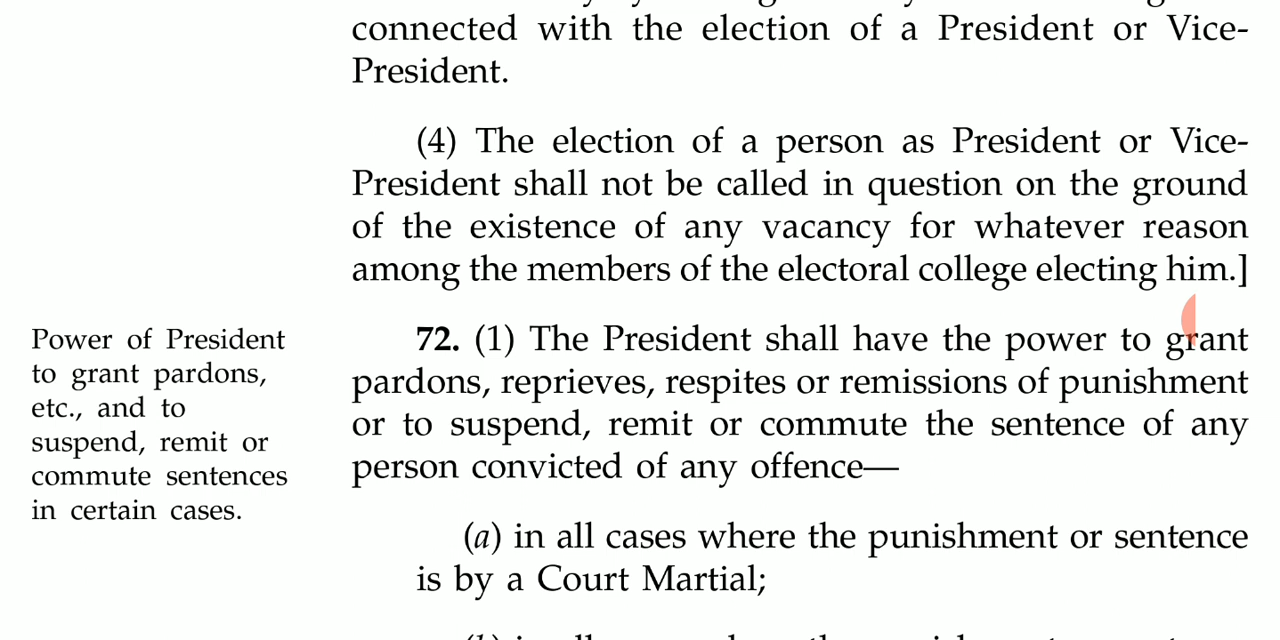 connected with the election of a President or Vice-
President.
(4) The election of a person as President or Vice-
President shall not be called in question on the ground
of the existence of any vacancy for whatever reason
among the members of the electoral college electing him.]
Power of President
to grant pardons,
etc., and to
suspend, remit or
commute sentences
in certain cases.
72. (1) The President shall have the power to grant
pardons, reprieves, respites or remissions of punishment
or to suspend, remit or commute the sentence of any
person convicted of any offence—
(a) in all cases where the punishment or sentence
is by a Court Martial;